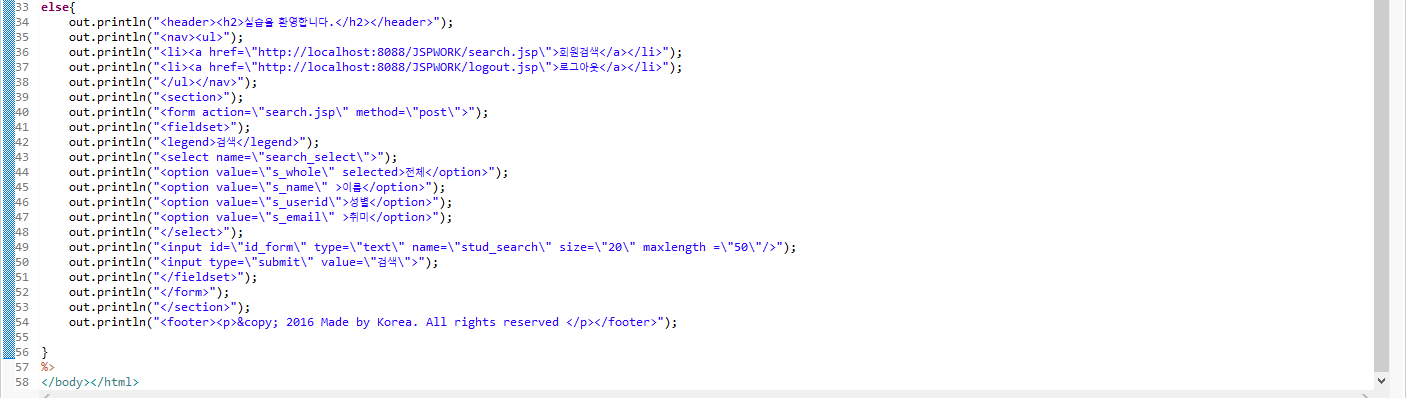 33 else{
34 out.println("<header><h2>실습을 환영합니다.</h2></header>");
35 out.println("<nav><ul>");
36 out.println("<li><a href=\"http://localhost:8088/JSPWORK/search.jsp\">회원검색</a></li>");
37 out.println("<li><a href=\"http://localhost:8088/JSPWORK/logout.jsp\">로그아웃</a></li>");
38 out.println("</ul></nav>");
39 out.println("<section>");
40 out.println("<form action=\"search.jsp\" method=\"post\">");
41 out.println("<fieldset>");
42 out.println("<legend>검색</legend>");
43 out.println("<select name=\"search_select\">");
44 out.println("<option value=\"s_whole\" selected>전체</option>");
45 out.println("<option value=\"s_name\" >이름</option>");
46 out.println("<option value=\"s_userid\">성별</option>");
47 out.println("<option value=\"s_email\" >취미</option>");
48 out.println("</select>");
49 out.println("<input id=\"id_form\" type=\"text\" name=\"stud_search\" size=\"20\" maxlength =\"50\"/>");
50 out.println("<input type=\"submit\" value=\"검색\">");
51 out.println("</fieldset>");
52 out.println("</form>");
53 out.println("</section>");
54 out.println("<footer><p>&copy; 2016 Made by Korea. All rights reserved </p></footer>");
55
56 }
57 %>
58 </body></html>